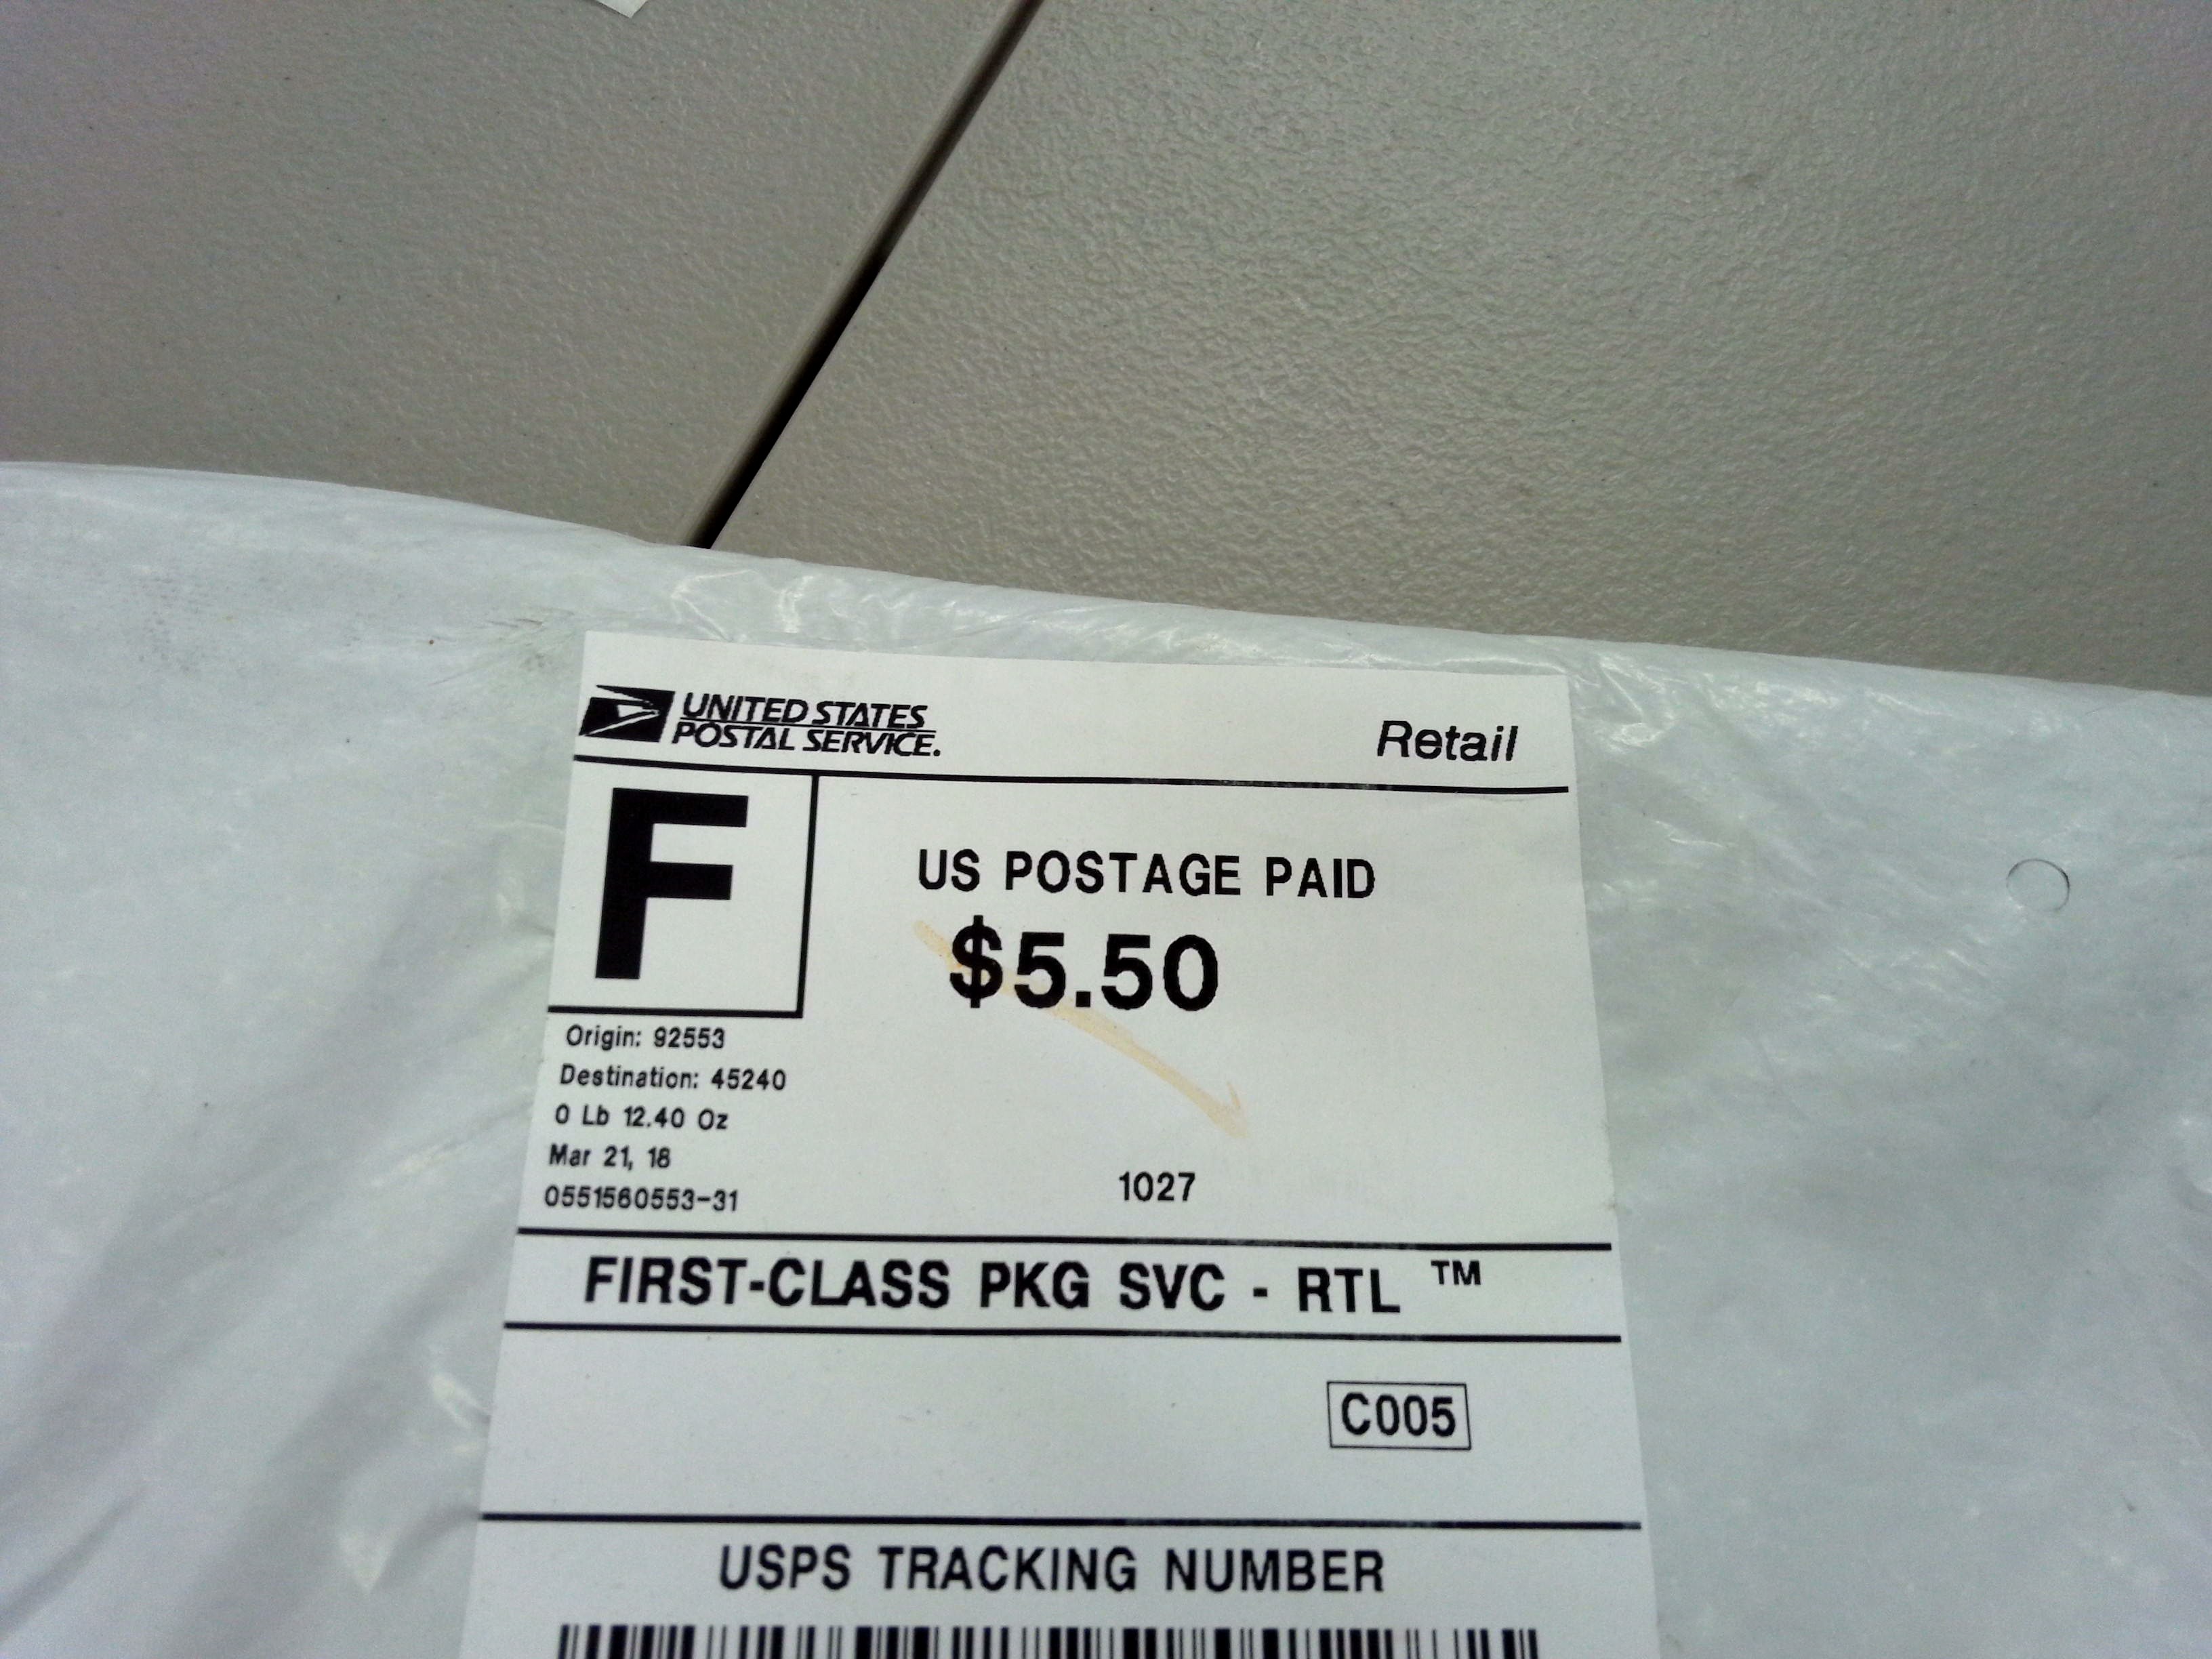 UNITED STATES
POSTAL SERVICE.
Retail
F
US POSTAGE PAID
$5.50
Origin: 92553
Destination: 45240
0 Lb 12.40 Oz
Mar 21, 18
0551560553-31
1027
FIRST-CLASS PKG SVC - RTL ™
C005
USPS TRACKING NUMBER